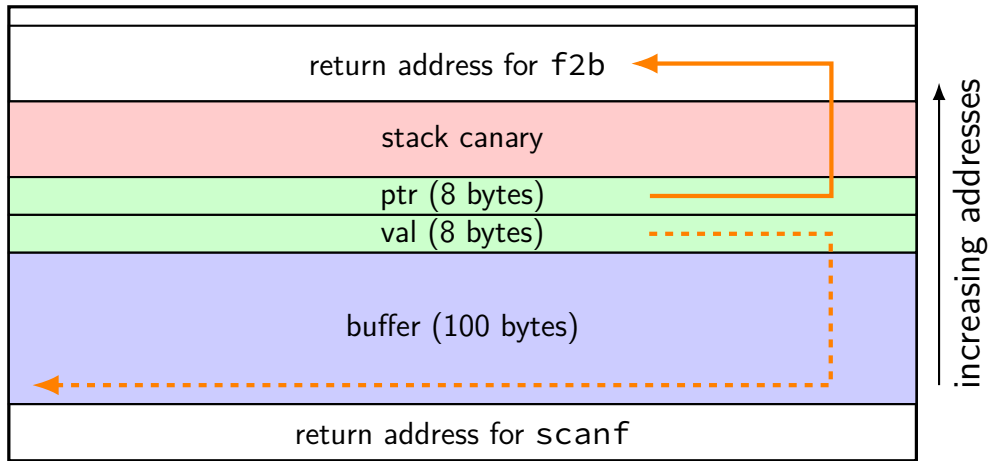 return address for f2b
stack canary
ptr (8 bytes)
val (8 bytes)
buffer (100 bytes)
return address for scanf
increasing addresses